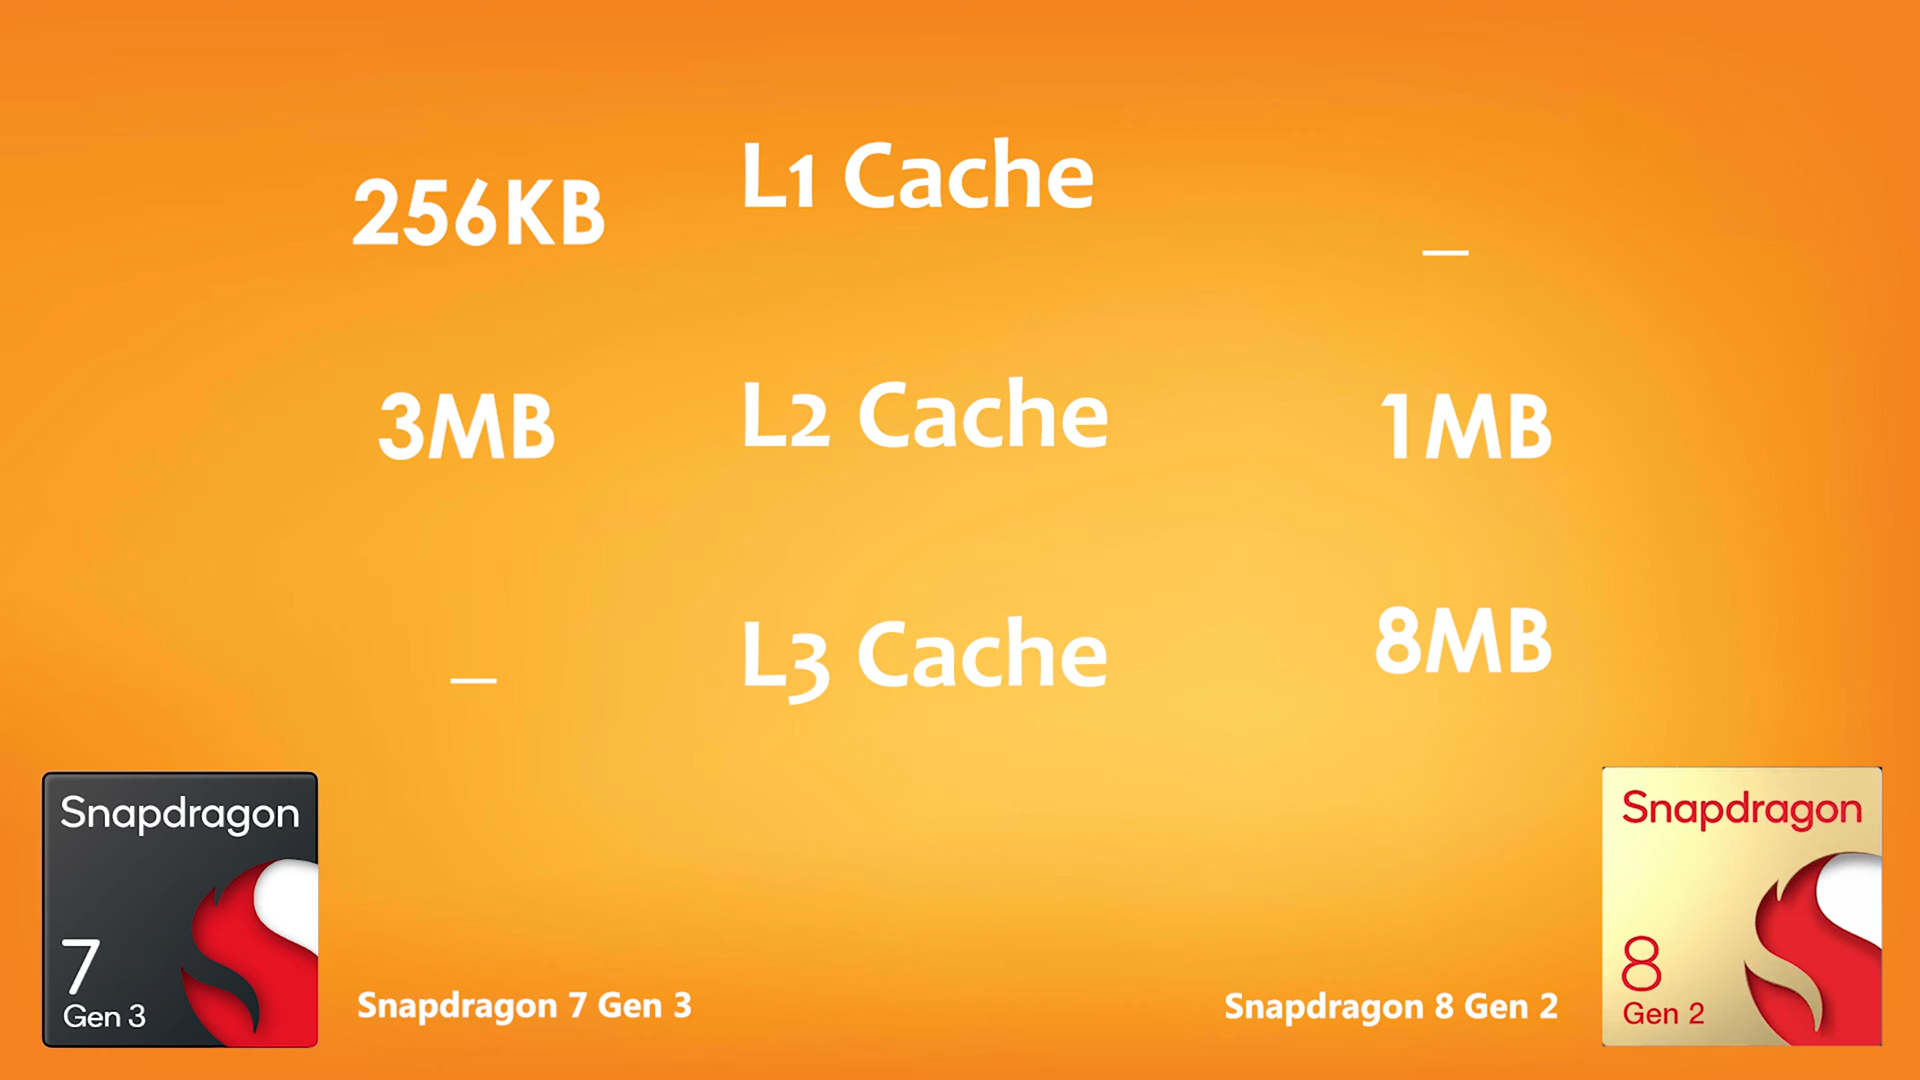 256KB L1 Cache _
3MB L2 Cache 1MB
_ L3 Cache 8MB
Snapdragon
7
Gen 3
Snapdragon 7 Gen 3
Snapdragon 8 Gen 2
Snapdragon
8
Gen 2